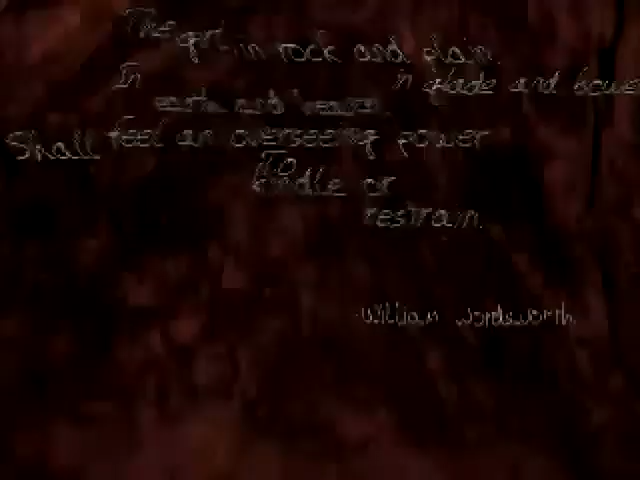 The girl, in rock and plain
In earth and heaven, in glade and bower
Shall feel an overseeing power
To
kindle or
restrain.
William Wordsworth.